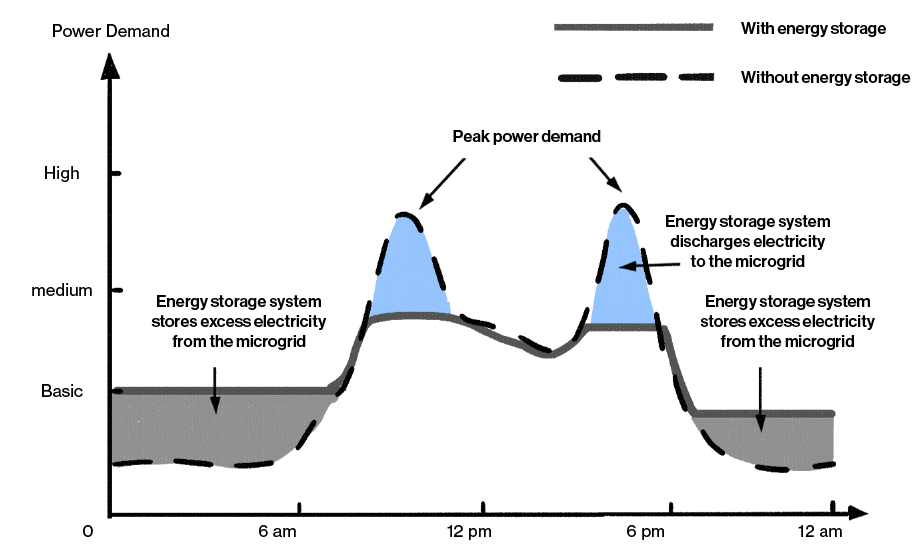 Power Demand
With energy storage
Without energy storage
Peak power demand
High
Energy storage system
discharges electricity
to the microgrid
medium
Energy storage system
stores excess electricity
from the microgrid
Energy storage system
stores excess electricity
from the microgrid
Basic
0
6 am
12 pm
6 pm
12 am